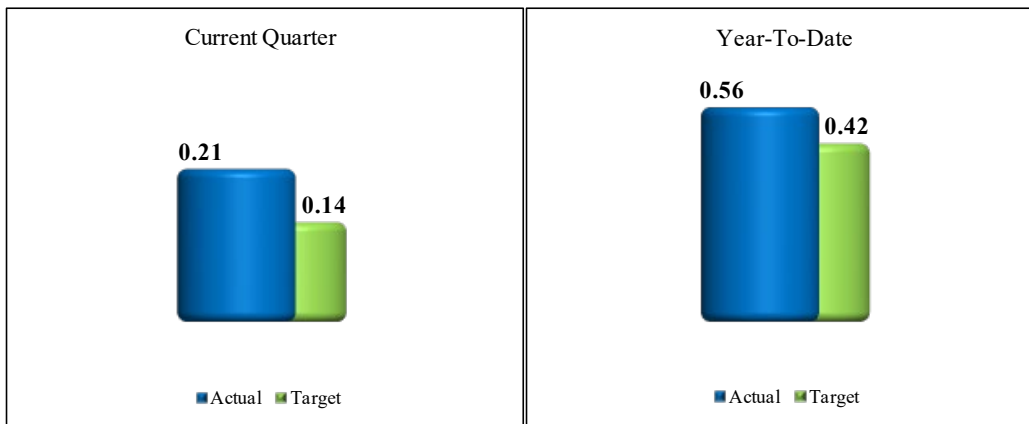 Current Quarter
0.21
0.14
Actual Target
Year-To-Date
0.56
0.42
Actual Target